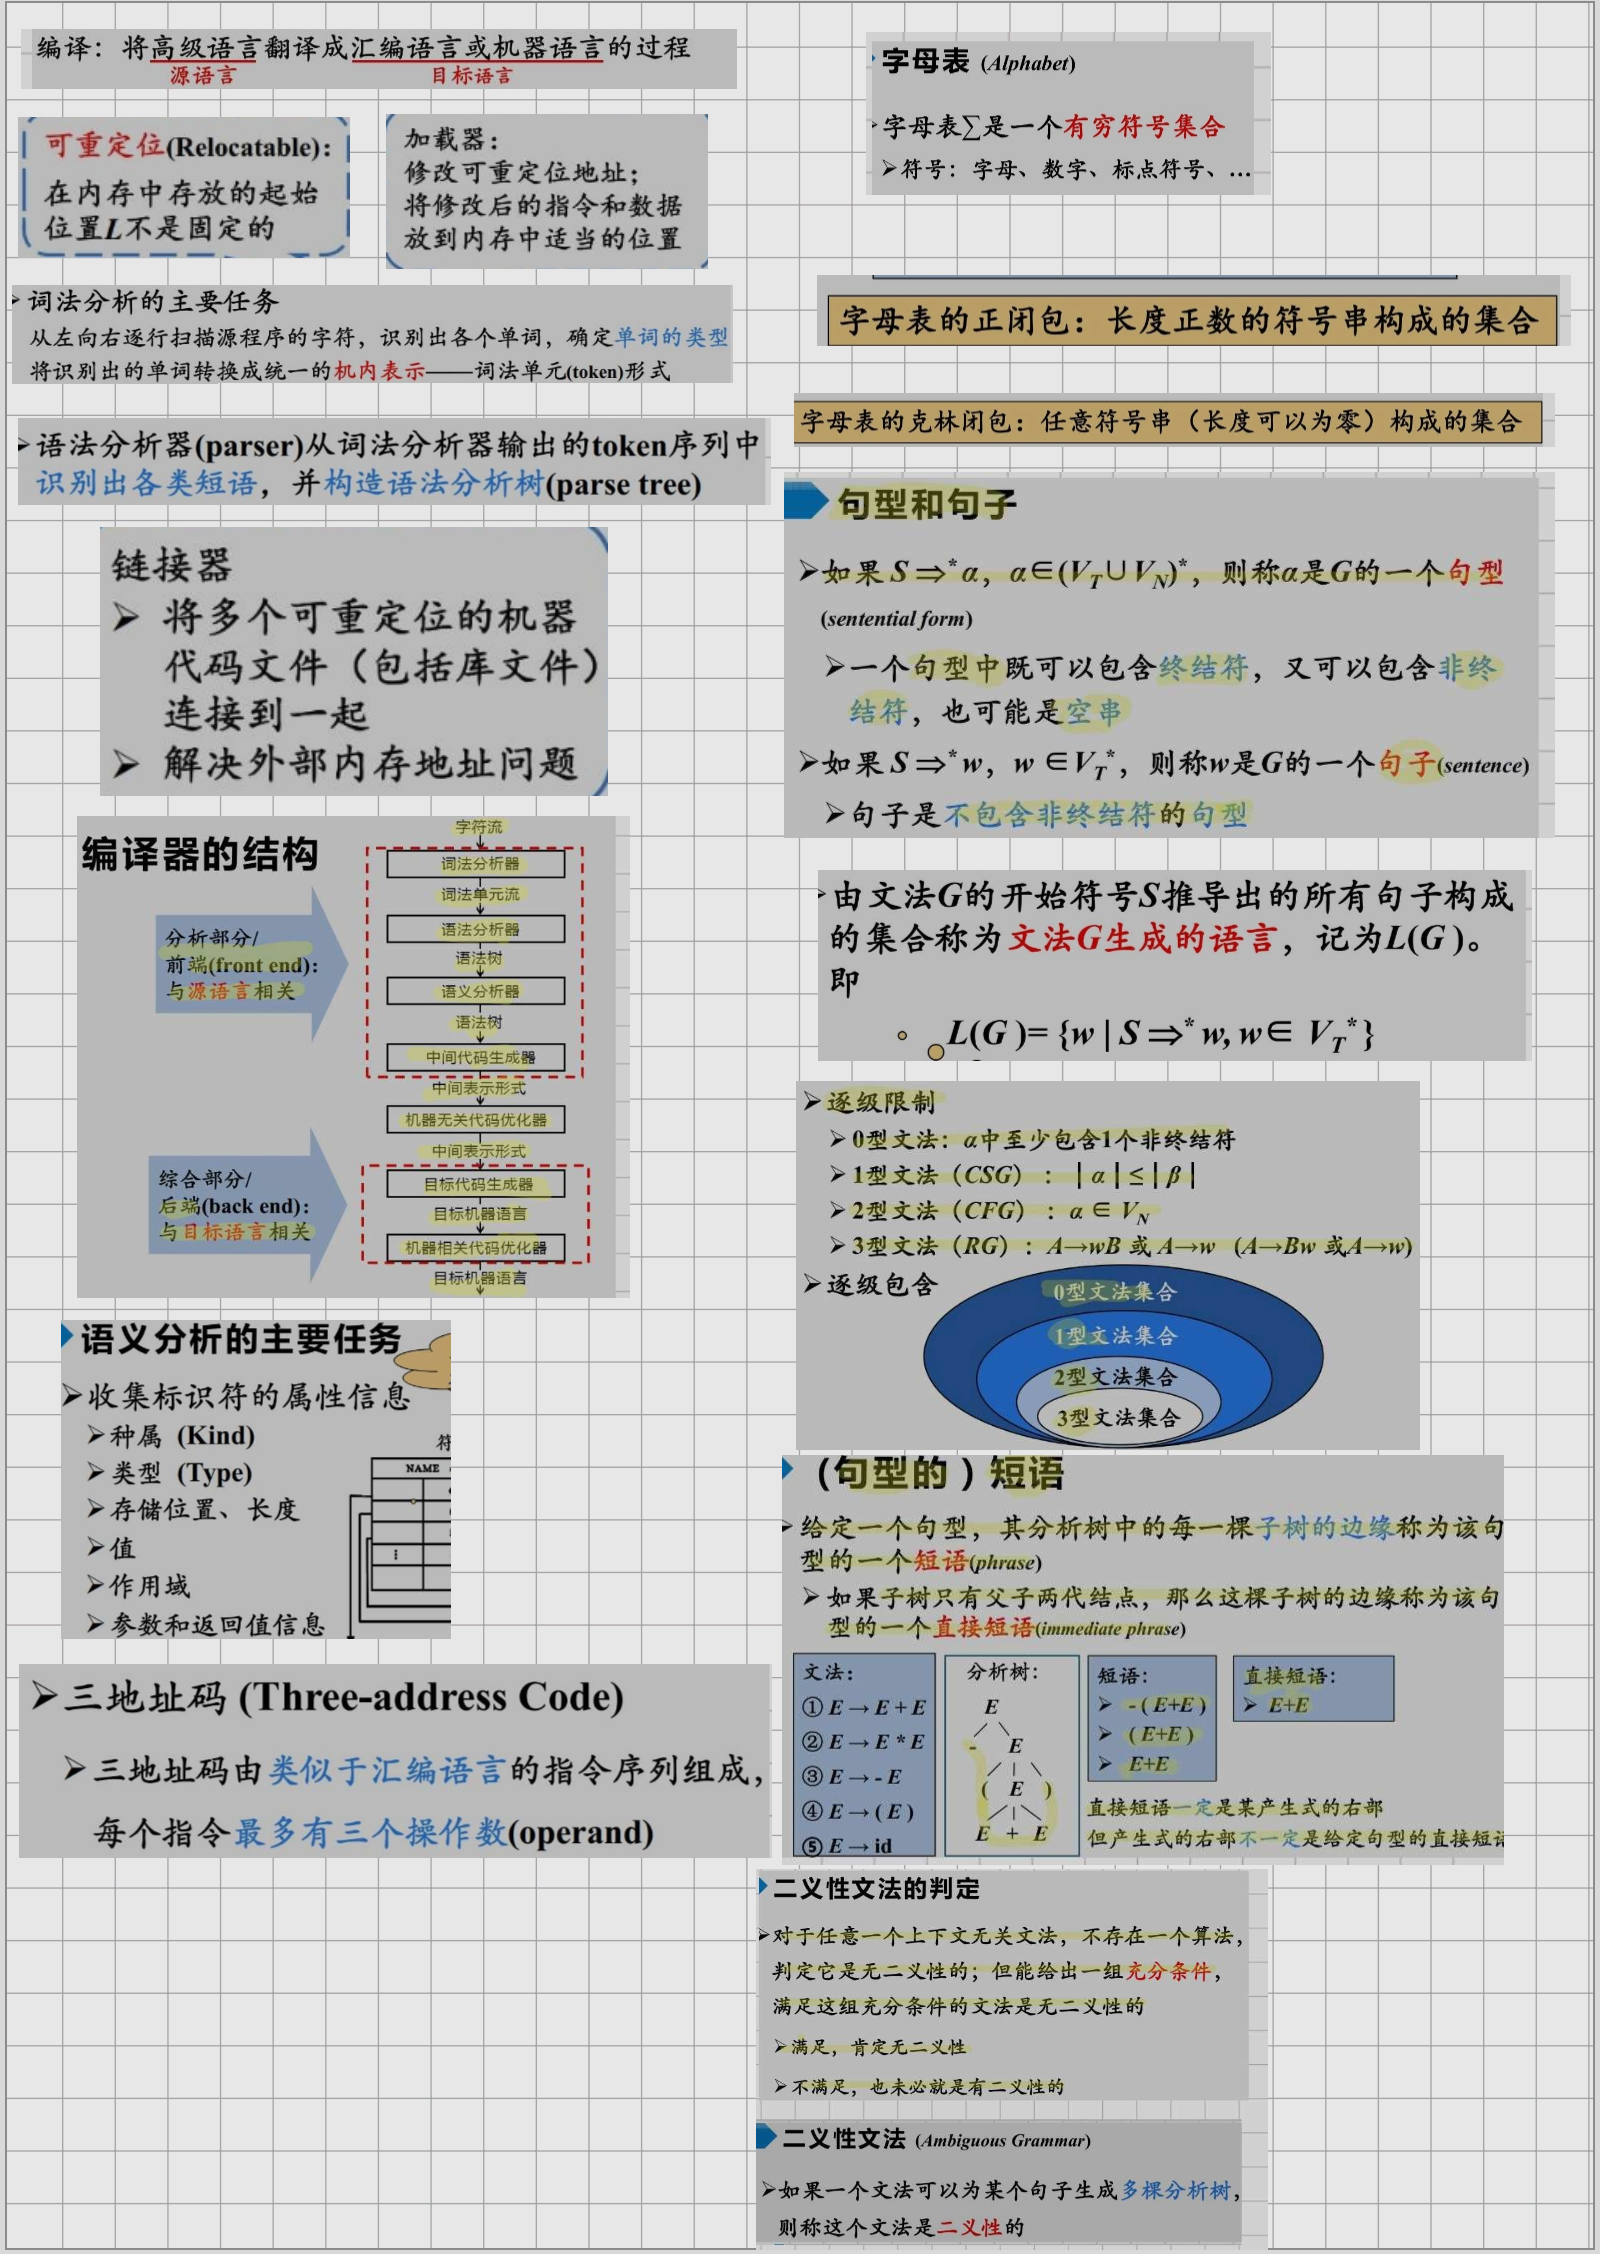 编译：将高级语言翻译成汇编语言或机器语言的过程
源语言 目标语言
可重定位(Relocatable)：
在内存中存放的起始
位置L不是固定的
加载器：
修改可重定位地址；
将修改后的指令和数据
放到内存中适当的位置
词法分析的主要任务
从左向右逐行扫描源程序的字符，识别出各个单词，确定单词的类型
将识别出的单词转换成统一的机内表示——词法单元(token)形式
语法分析器(parser)从词法分析器输出的token序列中
识别出各类短语，并构造语法分析树(parse tree)
链接器
➢ 将多个可重定位的机器
代码文件（包括库文件）
连接到一起
➢ 解决外部内存地址问题
编译器的结构
字符流
词法分析器
词法单元流
语法分析器
语法树
语义分析器
语法树
中间代码生成器
中间表示形式
机器无关代码优化器
中间表示形式
目标代码生成器
目标机器语言
机器相关代码优化器
目标机器语言
分析部分/
前端(front end)：
与源语言相关
综合部分/
后端(back end)：
与目标语言相关
语义分析的主要任务
➢收集标识符的属性信息
➢种属 (Kind)
➢类型 (Type)
➢存储位置、长度
➢值
➢作用域
➢参数和返回值信息
符
NAME
⋮
➢三地址码 (Three-address Code)
➢三地址码由类似于汇编语言的指令序列组成，
每个指令最多有三个操作数(operand)
字母表 (Alphabet)
字母表∑是一个有穷符号集合
➢符号：字母、数字、标点符号、…
字母表的正闭包：长度正数的符号串构成的集合
字母表的克林闭包：任意符号串（长度可以为零）构成的集合
句型和句子
➢如果 S ⇒* α，α∈(VT∪VN)*，则称α是G的一个句型
(sentential form)
➢一个句型中既可以包含终结符，又可以包含非终
结符，也可能是空串
➢如果 S ⇒* w，w ∈VT*，则称w是G的一个句子(sentence)
➢句子是不包含非终结符的句型
由文法G的开始符号S推导出的所有句子构成
的集合称为文法G生成的语言，记为L(G )。
即
L(G )= {w | S ⇒* w, w∈ VT*}
➢逐级限制
➢0型文法：α中至少包含1个非终结符
➢1型文法（CSG）：| α | ≤ | β |
➢2型文法（CFG）：α ∈ VN
➢3型文法（RG）：A→wB 或 A→w (A→Bw 或A→w)
➢逐级包含
0型文法集合
1型文法集合
2型文法集合
3型文法集合
(句型的) 短语
给定一个句型，其分析树中的每一棵子树的边缘称为该句
型的一个短语(phrase)
➢如果子树只有父子两代结点，那么这棵子树的边缘称为该句
型的一个直接短语(immediate phrase)
文法：
① E → E + E
② E → E * E
③ E → - E
④ E → ( E )
⑤ E → id
分析树：
E
- E
( E )
E + E
短语：
➢ - ( E+E )
➢ ( E+E )
➢ E+E
直接短语：
➢ E+E
直接短语一定是某产生式的右部
但产生式的右部不一定是给定句型的直接短语
二义性文法的判定
➢对于任意一个上下文无关文法，不存在一个算法，
判定它是无二义性的；但能给出一组充分条件，
满足这组充分条件的文法是无二义性的
➢满足，肯定无二义性
➢不满足，也未必就是有二义性的
二义性文法 (Ambiguous Grammar)
➢如果一个文法可以为某个句子生成多棵分析树，
则称这个文法是二义性的